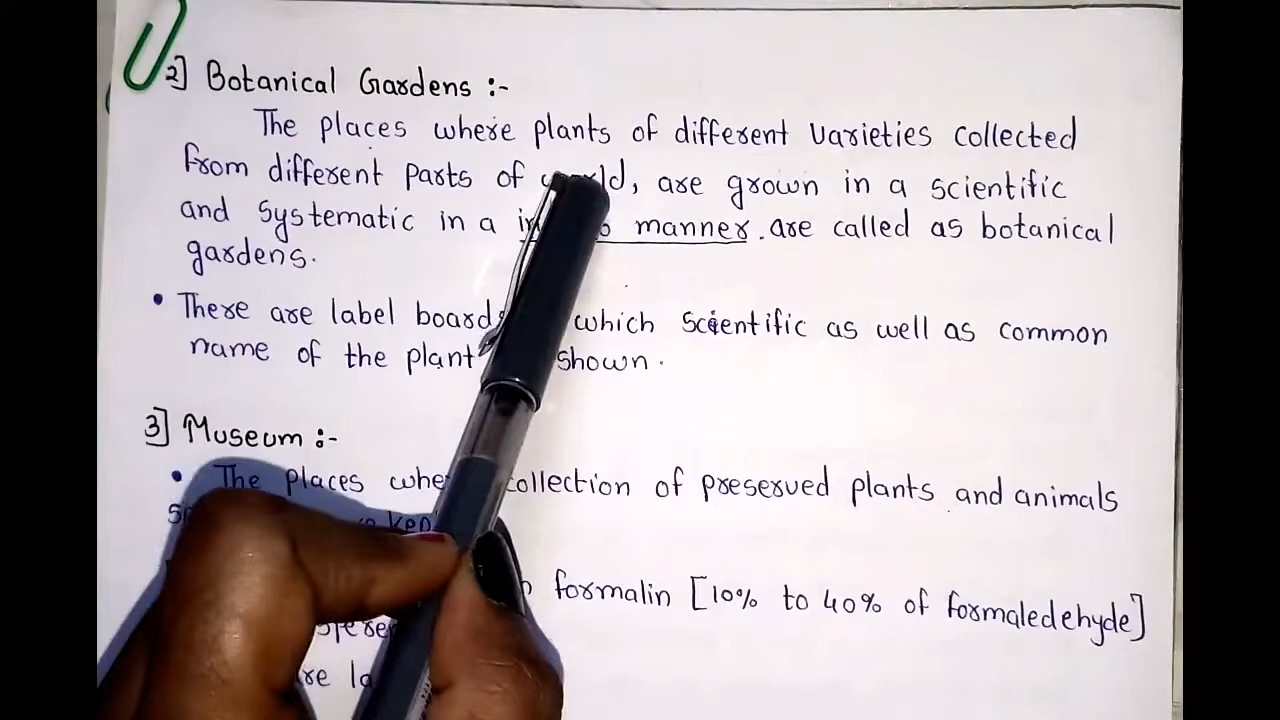 2] Botanical Gardens :-
The places where plants of different varieties collected
from different parts of world, are grown in a scientific
and systematic in a manner. are called as botanical
gardens.
• There are label boards which scientific as well as common
name of the plant shown.
3] Museum :-
• The places where collection of preserved plants and animals
formalin [10% to 40% of formaledehyde]